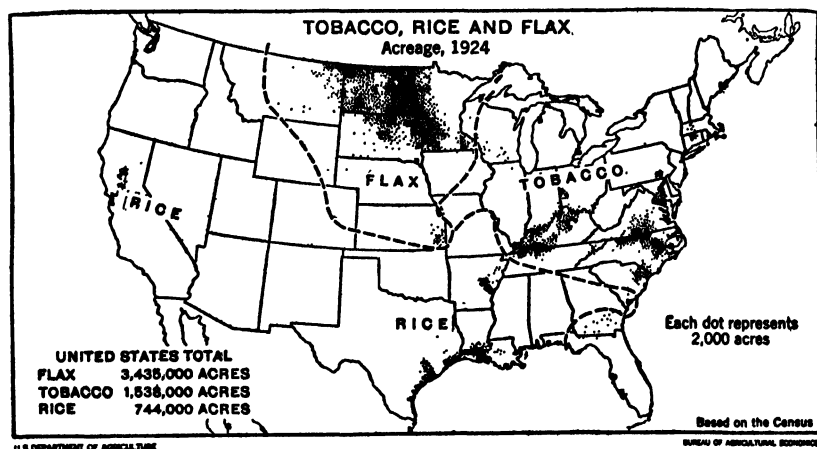 TOBACCO, RICE AND FLAX.
Acreage, 1924
FLAX
TOBACCO
RICE
RICE
Each dot represents
2,000 acres
UNITED STATES TOTAL
FLAX 3,435,000 ACRES
TOBACCO 1,538,000 ACRES
RICE 744,000 ACRES
Based on the Census
U.S. DEPARTMENT OF AGRICULTURE
BUREAU OF AGRICULTURAL ECONOMICS